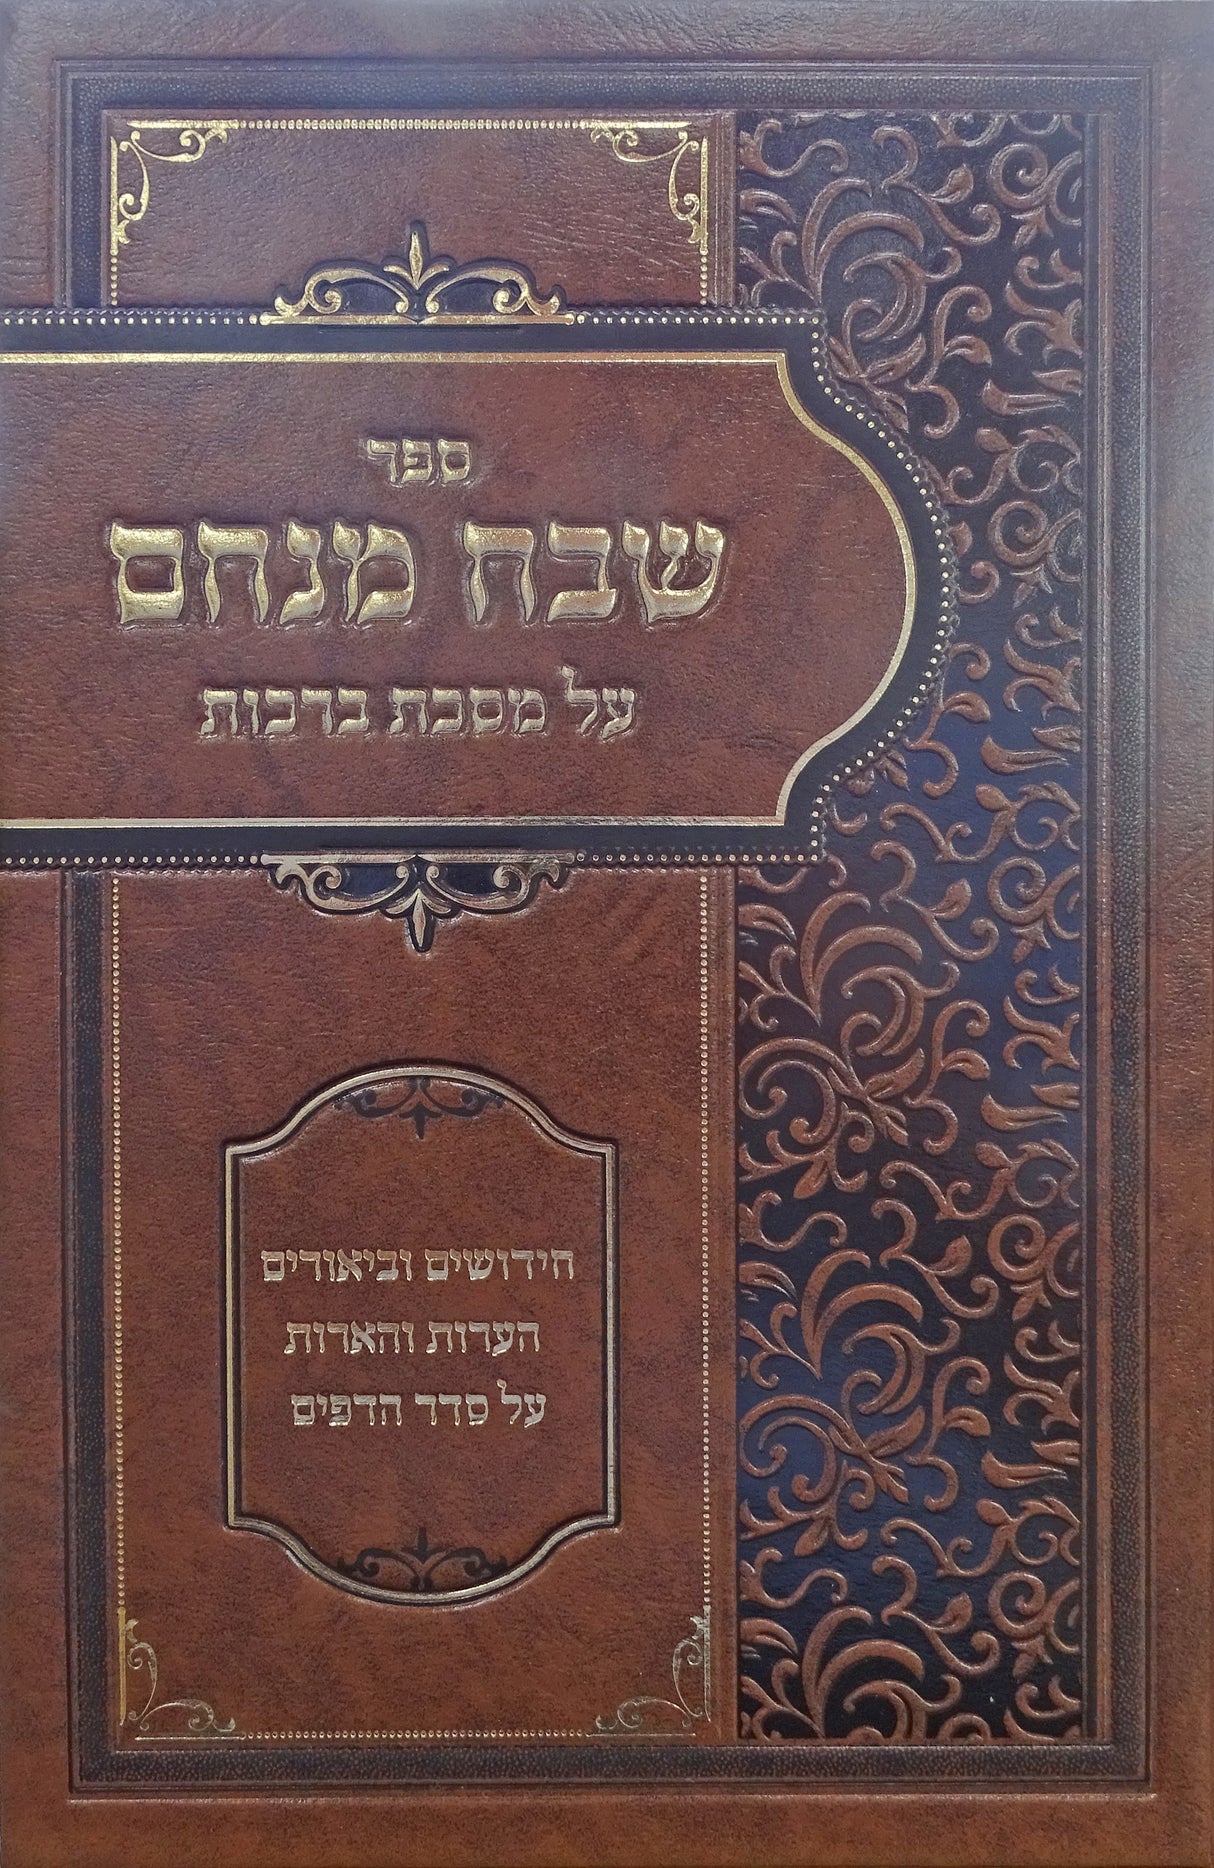 ספר
שבח מנחם
על מסכת ברכות
חידושים וביאורים
הערות והארות
על סדר הדפים